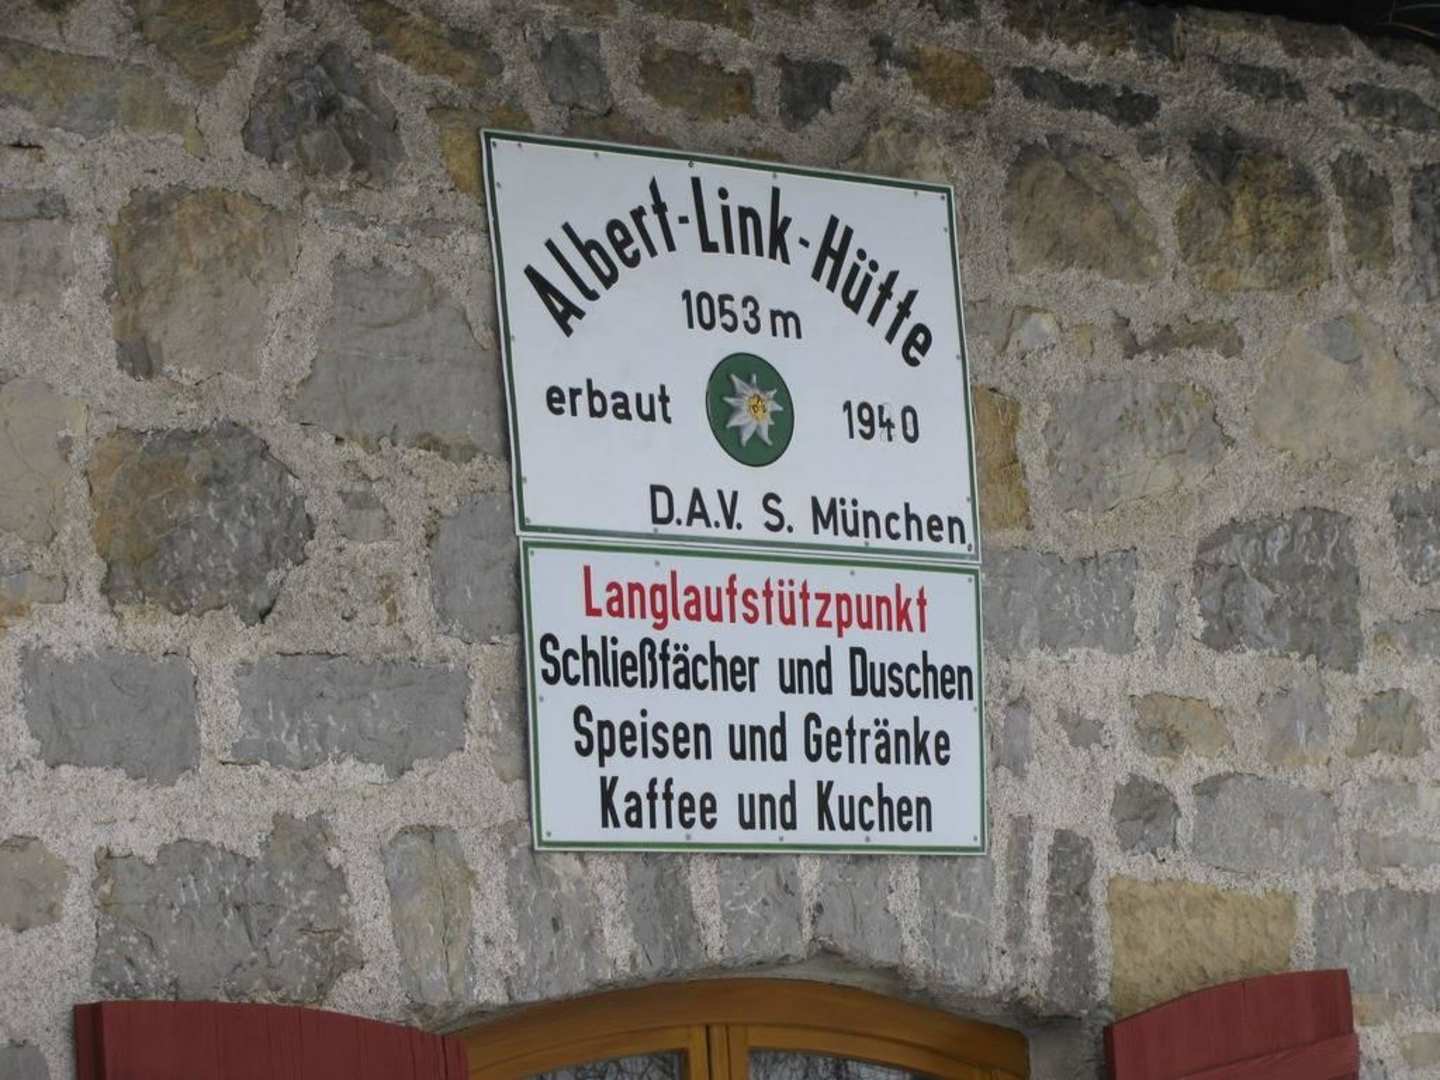 Albert-Link-Hütte
1053 m
erbaut 1940
D.A.V. S. München
Langlaufstützpunkt
Schließfächer und Duschen
Speisen und Getränke
Kaffee und Kuchen